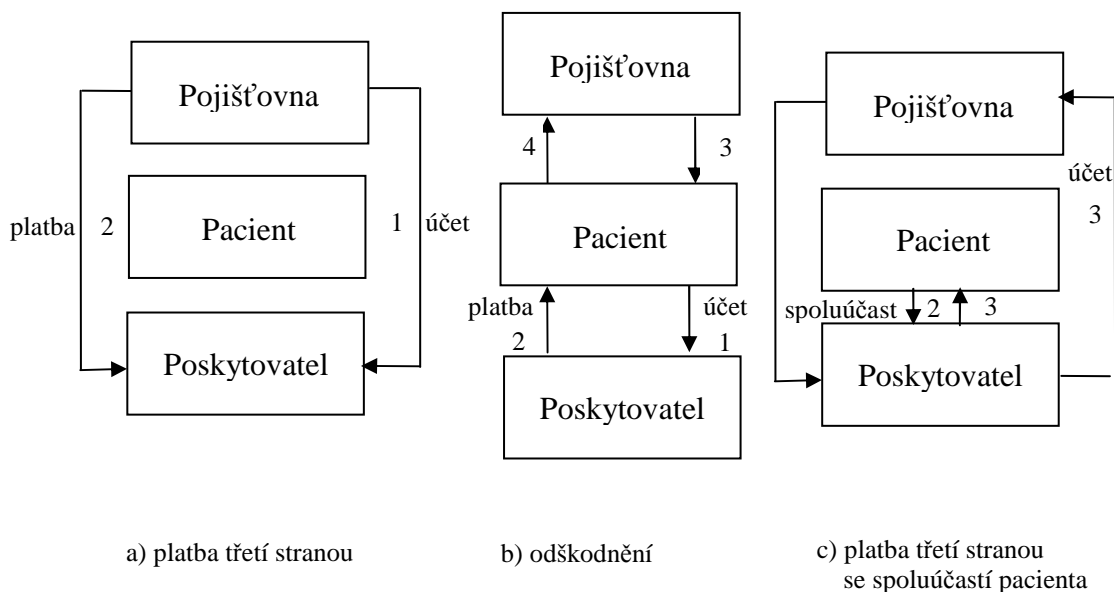 Pojišťovna
Pacient
Poskytovatel
platba
2
1
účet
a) platba třetí stranou
Pojišťovna
4
3
Pacient
platba
účet
2
1
Poskytovatel
b) odškodnění
Pojišťovna
účet
3
Pacient
spoluúčast
2
3
Poskytovatel
c) platba třetí stranou
se spoluúčastí pacienta